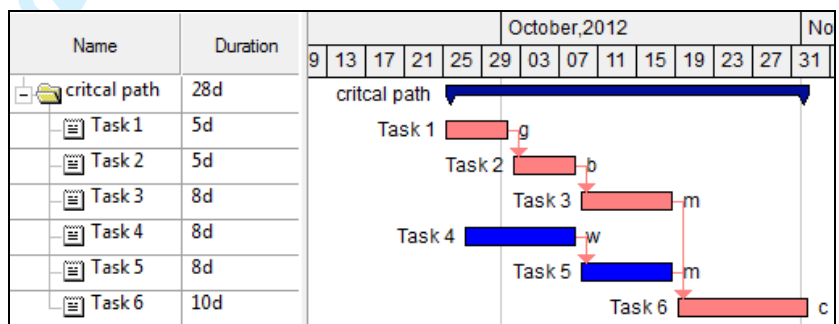 Name Duration October,2012 No
9 13 17 21 25 29 03 07 11 15 19 23 27 31
critcal path 28d critcal path
Task 1 5d Task 1 g
Task 2 5d Task 2 b
Task 3 8d Task 3 m
Task 4 8d Task 4 w
Task 5 8d Task 5 m
Task 6 10d Task 6 c